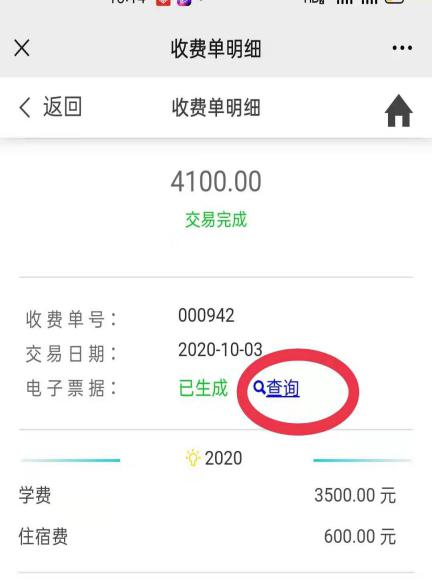 收费单明细
返回 收费单明细
4100.00
交易完成
收费单号： 000942
交易日期： 2020-10-03
电子票据： 已生成 查询
2020
学费 3500.00 元
住宿费 600.00 元